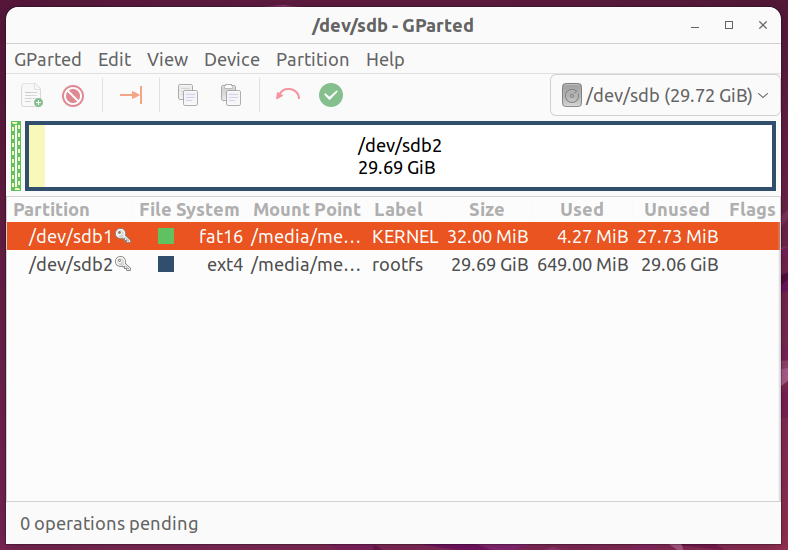 /dev/sdb - GParted
GParted Edit View Device Partition Help
/dev/sdb (29.72 GiB)
/dev/sdb2
29.69 GiB
Partition File System Mount Point Label Size Used Unused Flags
/dev/sdb1 fat16 /media/me... KERNEL 32.00 MiB 4.27 MiB 27.73 MiB
/dev/sdb2 ext4 /media/me... rootfs 29.69 GiB 649.00 MiB 29.06 GiB
0 operations pending